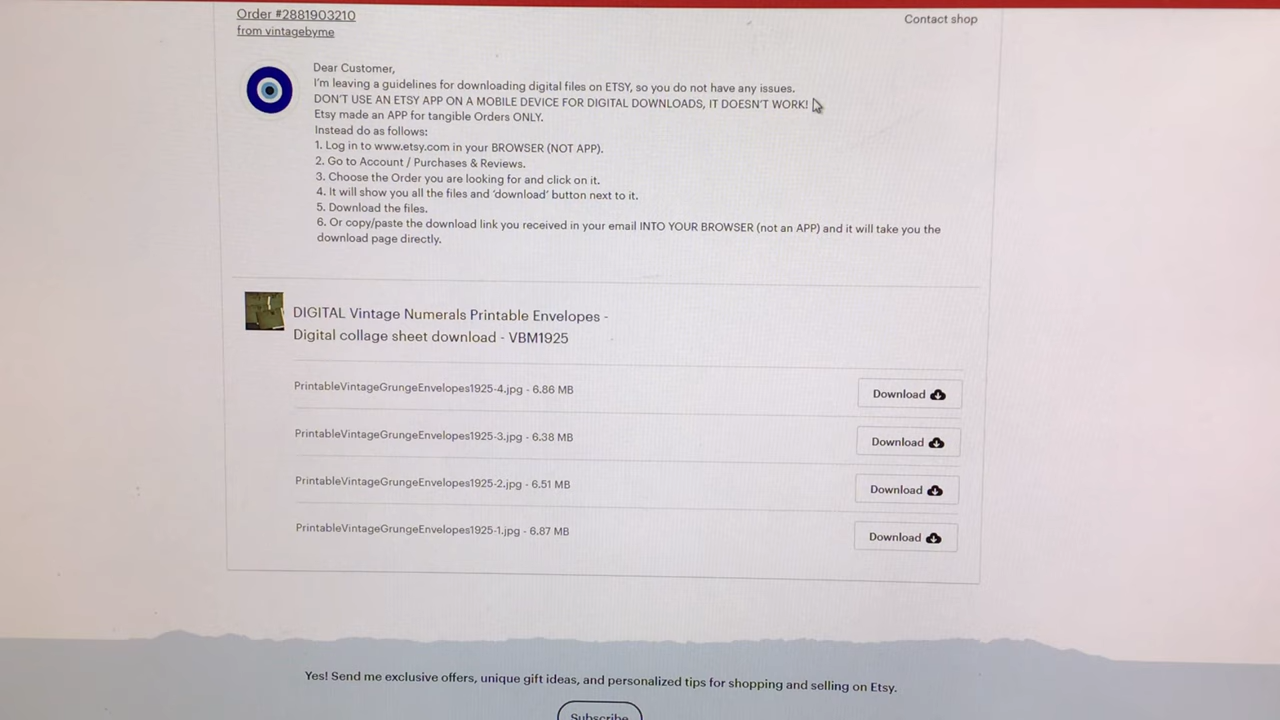 Order #2881903210
from vintagebyme
Contact shop
Dear Customer,
I'm leaving a guidelines for downloading digital files on ETSY, so you do not have any issues.
DON'T USE AN ETSY APP ON A MOBILE DEVICE FOR DIGITAL DOWNLOADS, IT DOESN'T WORK!
Etsy made an APP for tangible Orders ONLY.
Instead do as follows:
1. Log in to www.etsy.com in your BROWSER (NOT APP).
2. Go to Account / Purchases & Reviews.
3. Choose the Order you are looking for and click on it.
4. It will show you all the files and 'download' button next to it.
5. Download the files.
6. Or copy/paste the download link you received in your email INTO YOUR BROWSER (not an APP) and it will take you the
download page directly.
DIGITAL Vintage Numerals Printable Envelopes -
Digital collage sheet download - VBM1925
PrintableVintageGrungeEnvelopes1925-4.jpg - 6.86 MB
Download
PrintableVintageGrungeEnvelopes1925-3.jpg - 6.38 MB
Download
PrintableVintageGrungeEnvelopes1925-2.jpg - 6.51 MB
Download
PrintableVintageGrungeEnvelopes1925-1.jpg - 6.87 MB
Download
Yes! Send me exclusive offers, unique gift ideas, and personalized tips for shopping and selling on Etsy.
Subscribe